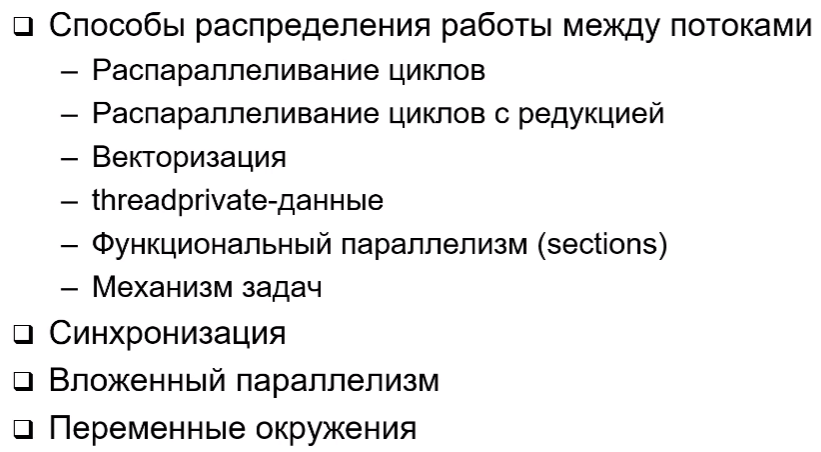 ❑ Способы распределения работы между потоками
– Распараллеливание циклов
– Распараллеливание циклов с редукцией
– Векторизация
– threadprivate-данные
– Функциональный параллелизм (sections)
– Механизм задач
❑ Синхронизация
❑ Вложенный параллелизм
❑ Переменные окружения